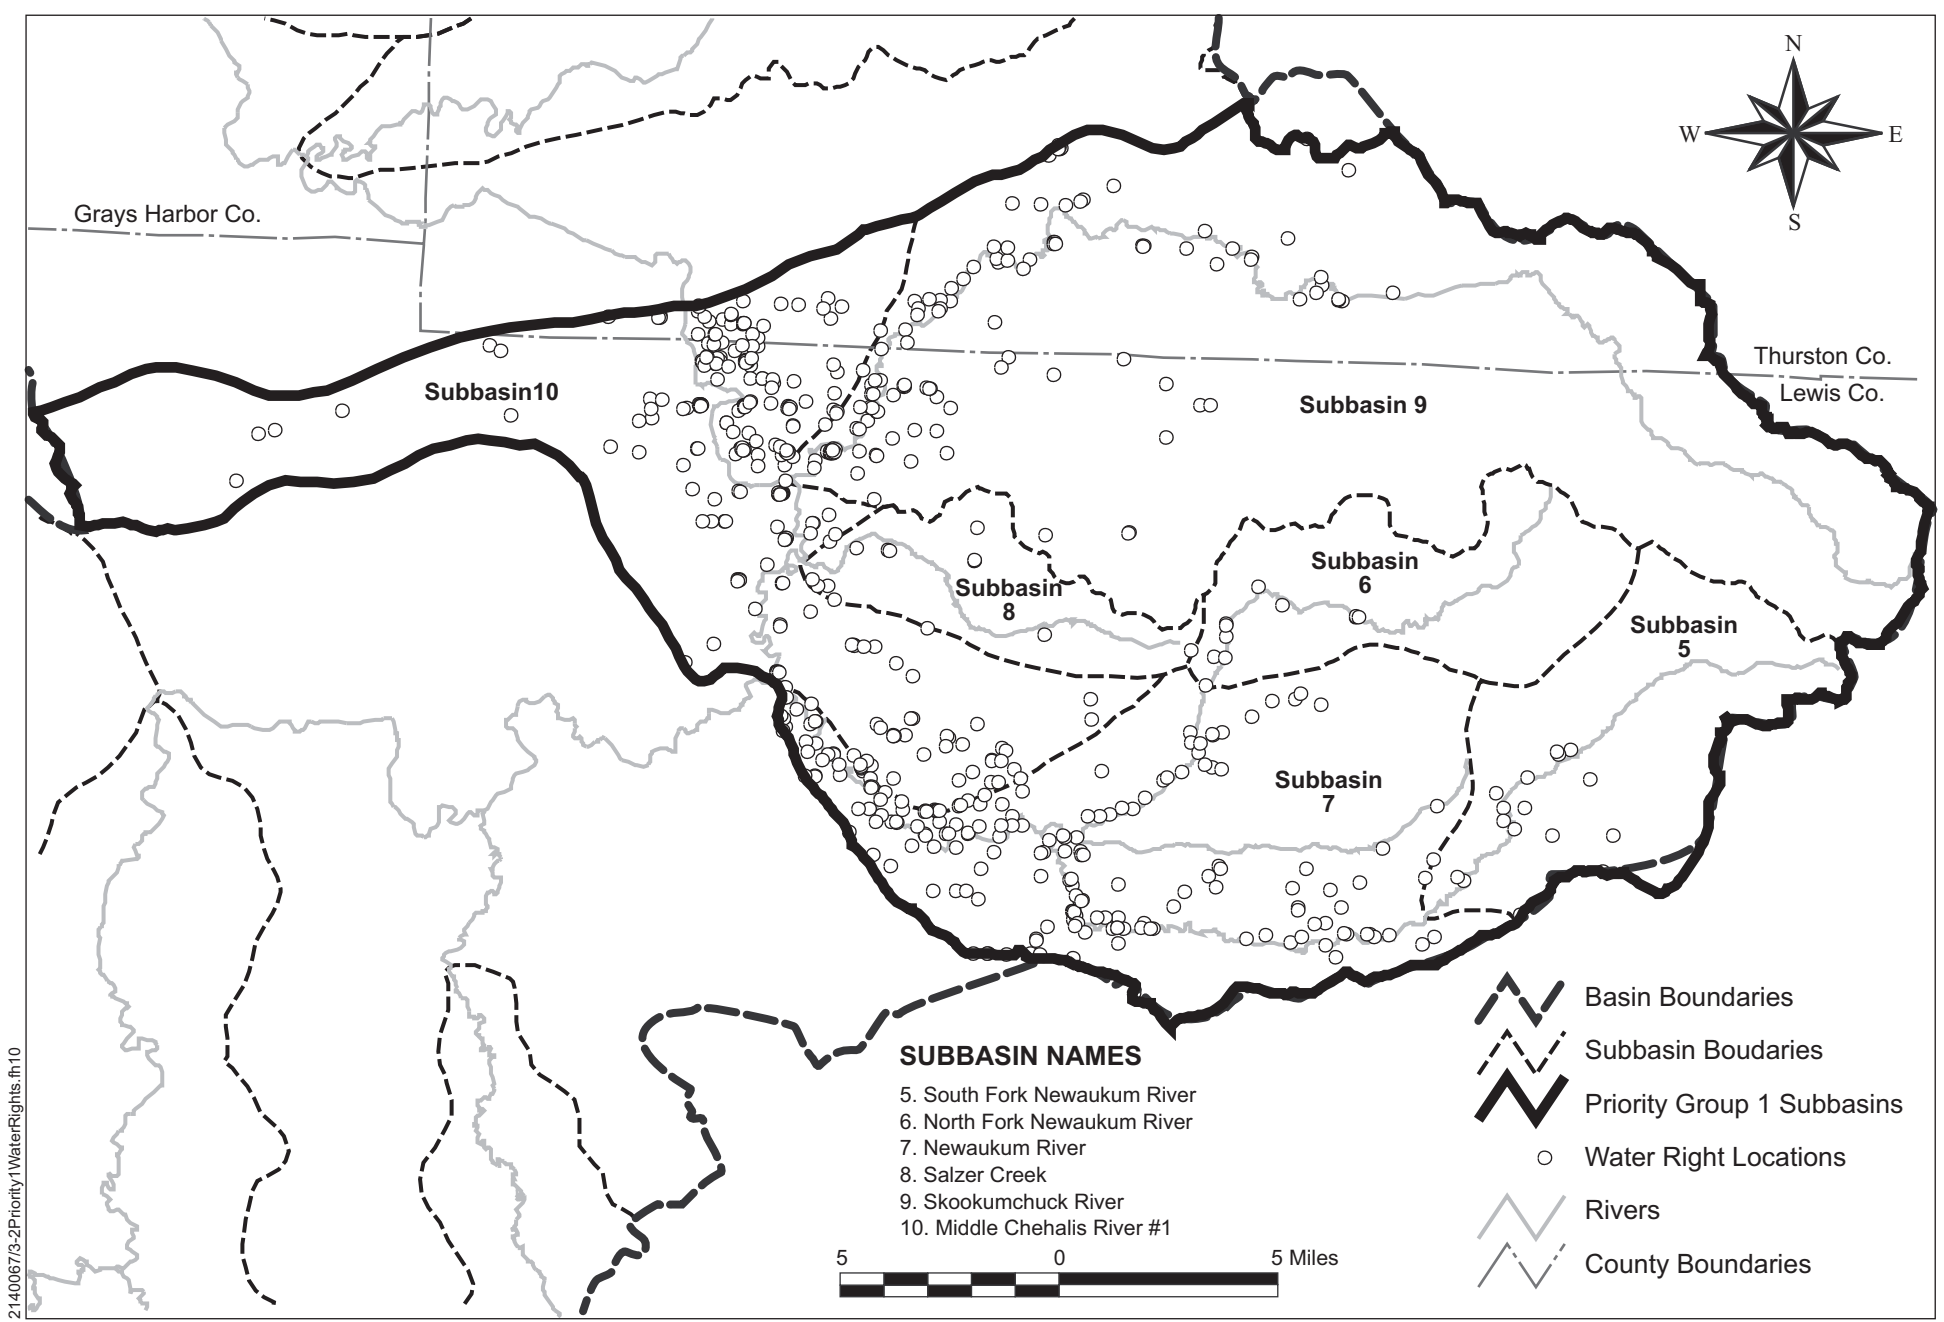 N
W
E
S
Grays Harbor Co.
Thurston Co.
Lewis Co.
Subbasin10
Subbasin 9
Subbasin
6
Subbasin
8
Subbasin
5
Subbasin
7
SUBBASIN NAMES
5. South Fork Newaukum River
6. North Fork Newaukum River
7. Newaukum River
8. Salzer Creek
9. Skookumchuck River
10. Middle Chehalis River #1
5 0 5 Miles
Basin Boundaries
Subbasin Boudaries
Priority Group 1 Subbasins
Water Right Locations
Rivers
County Boundaries
2140067/3-2Priority1WaterRights.fh10